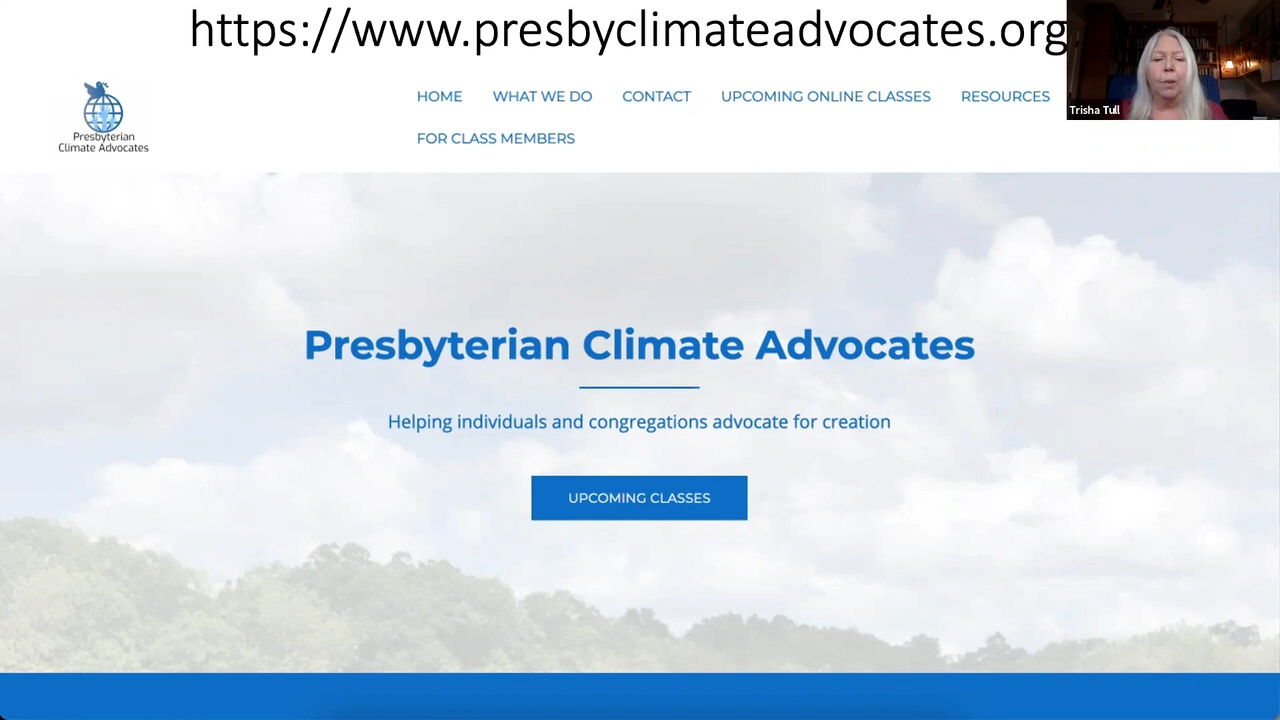 https://www.presbyclimateadvocates.org
Trisha Tull
Presbyterian
Climate Advocates
HOME WHAT WE DO CONTACT UPCOMING ONLINE CLASSES RESOURCES
FOR CLASS MEMBERS
Presbyterian Climate Advocates
Helping individuals and congregations advocate for creation
UPCOMING CLASSES